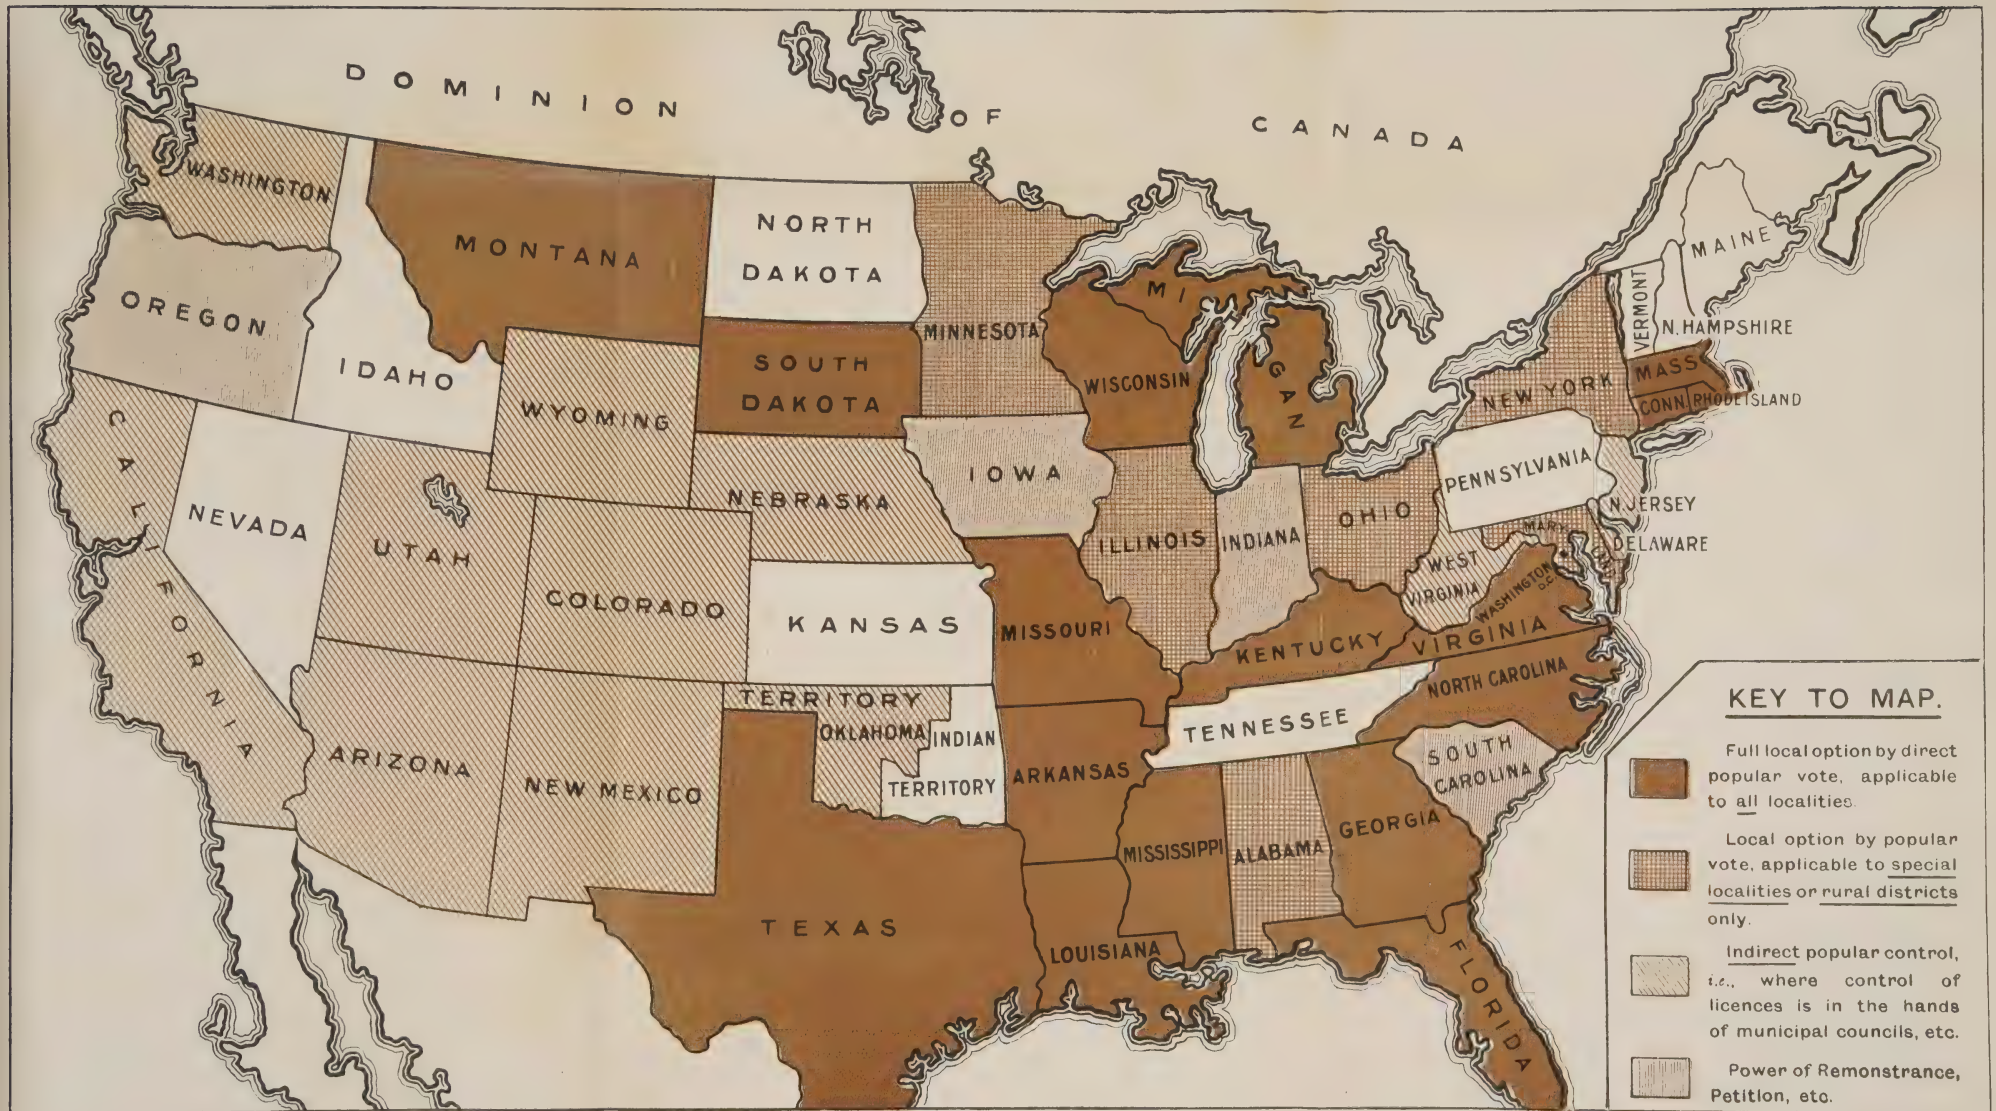 DOMINION OF CANADA
WASHINGTON
MONTANA
NORTH
DAKOTA
MINNESOTA
OREGON
IDAHO
SOUTH
DAKOTA
WYOMING
WISCONSIN
MI
GAN
MAINE
VERMONT
N. HAMPSHIRE
MASS
CONN
RHODE ISLAND
NEW YORK
CALIFORNIA
NEVADA
UTAH
NEBRASKA
IOWA
PENNSYLVANIA
N. JERSEY
DELAWARE
MARYLAND
COLORADO
KANSAS
MISSOURI
ILLINOIS
INDIANA
OHIO
WEST
VIRGINIA
WASHINGTON
D.C.
KENTUCKY
VIRGINIA
NORTH CAROLINA
TENNESSEE
SOUTH
CAROLINA
ARIZONA
NEW MEXICO
TERRITORY
OKLAHOMA
INDIAN
TERRITORY
ARKANSAS
MISSISSIPPI
ALABAMA
GEORGIA
TEXAS
LOUISIANA
FLORIDA
KEY TO MAP.
Full local option by direct
popular vote, applicable
to all localities.
Local option by popular
vote, applicable to special
localities or rural districts
only.
Indirect popular control,
i.e., where control of
licences is in the hands
of municipal councils, etc.
Power of Remonstrance,
Petition, etc.